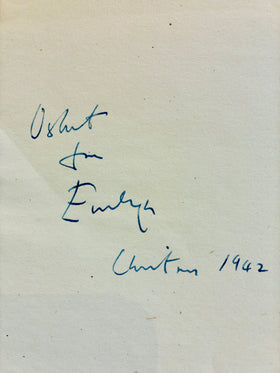 Osbert
from
Evelyn
Christmas 1942